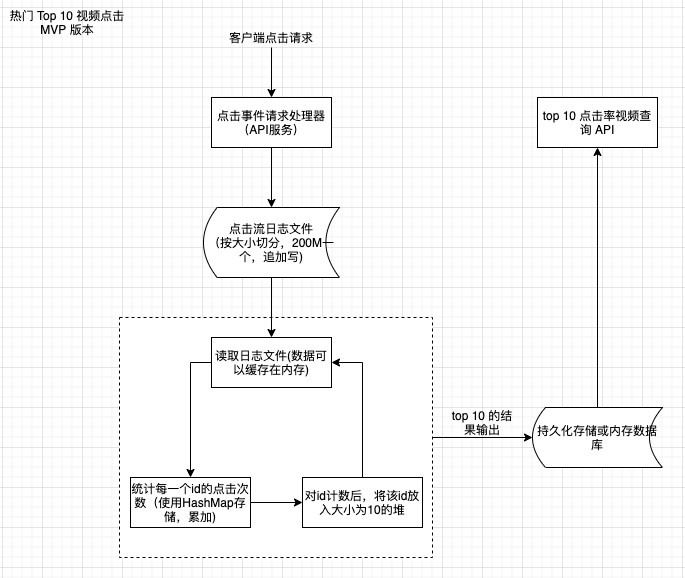 热门 Top 10 视频点击
MVP 版本
客户端点击请求
点击事件请求处理器
（API服务）
top 10 点击率视频查
询 API
点击流日志文件
（按大小切分，200M一
个，追加写)
读取日志文件(数据可
以缓存在内存)
top 10 的结
果输出
持久化存储或内存数据
库
统计每一个id的点击次
数（使用HashMap存
储，累加)
对id计数后，将该id放
入大小为10的堆